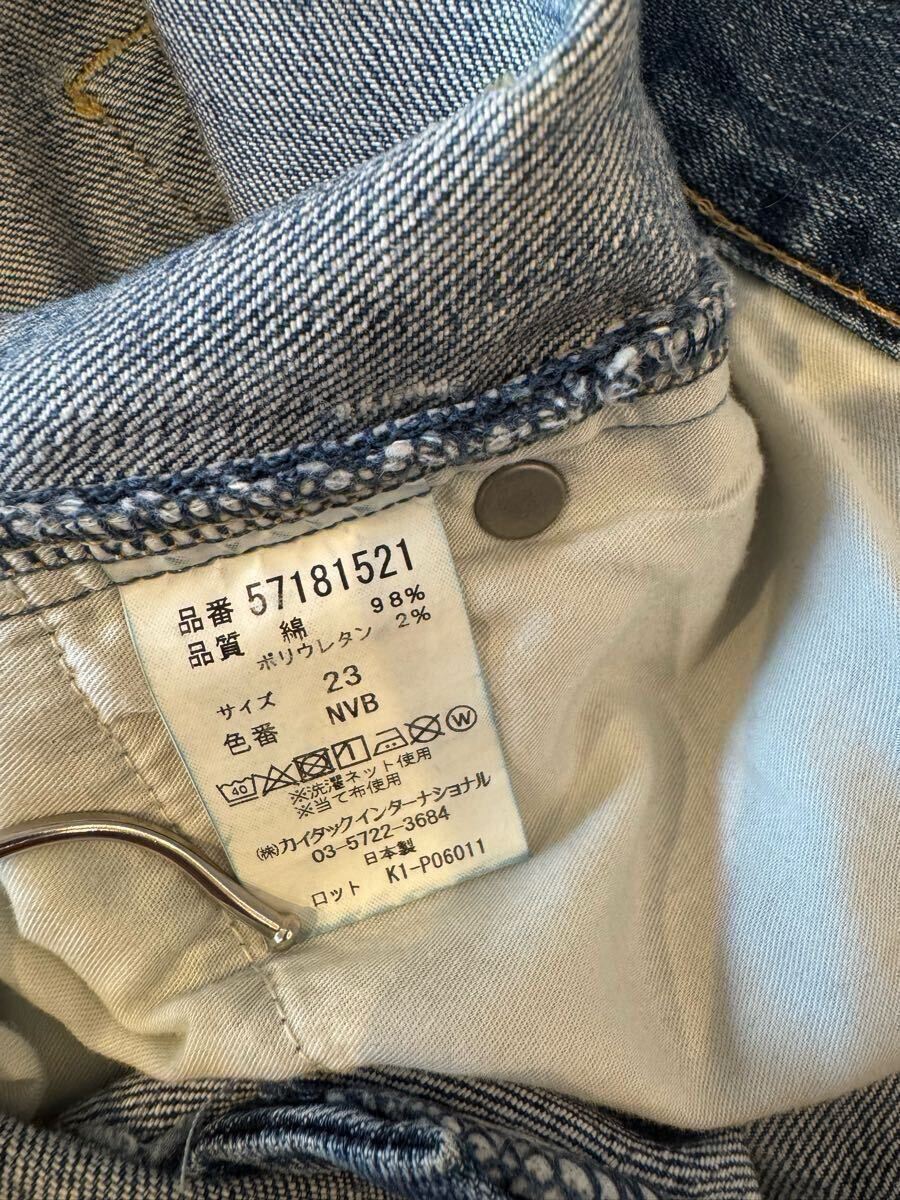 品番 57181521
品質 綿 98%
ポリウレタン 2%
サイズ 23
色番 NVB
40 1 W
※洗濯ネット使用
※当て布使用
㈱カイタックインターナショナル
03-5722-3684
日本製
ロット K1-P06011